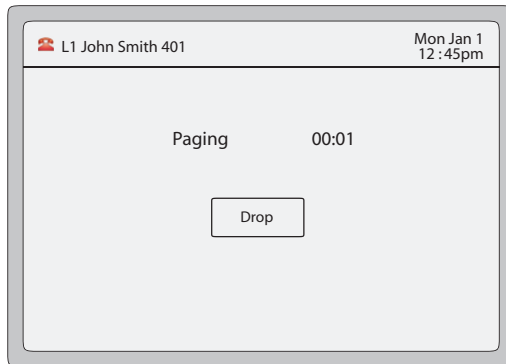 L1 John Smith 401
Mon Jan 1
12 :45pm
Paging 00:01
Drop